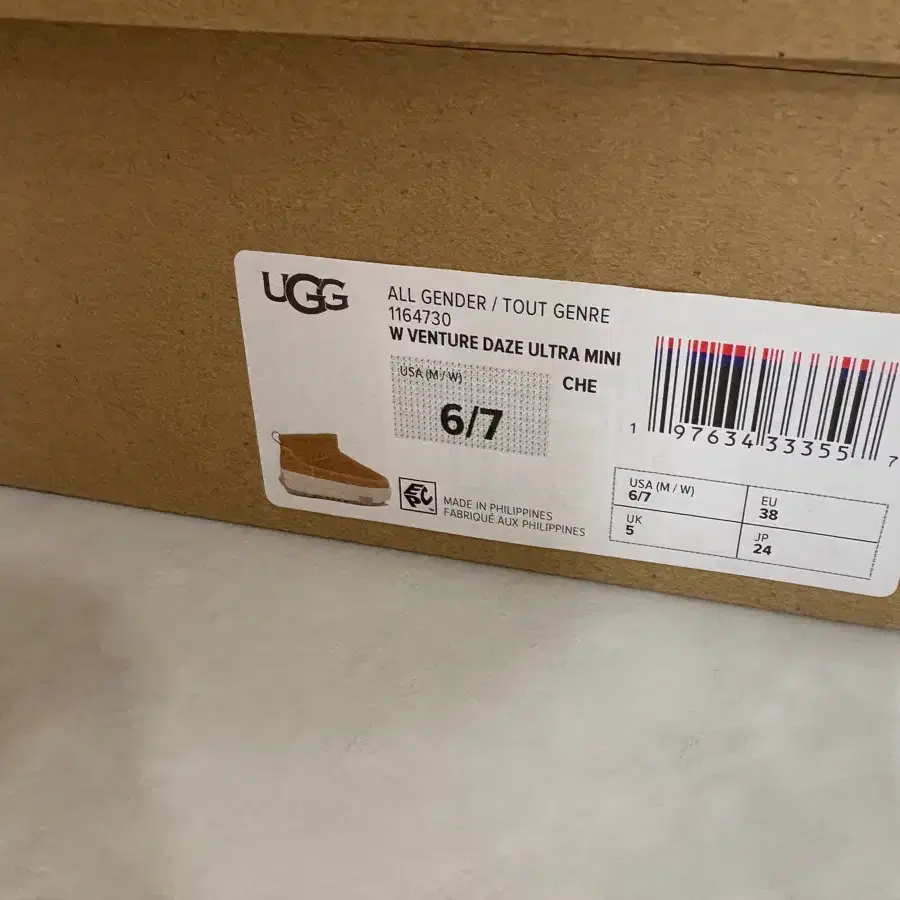 UGG
ALL GENDER / TOUT GENRE
1164730
W VENTURE DAZE ULTRA MINI
USA (M / W)
CHE
6/7
EPC
MADE IN PHILIPPINES
FABRIQUÉ AUX PHILIPPINES
1 97634 33355 7
USA (M / W)
6/7
EU
38
UK
5
JP
24